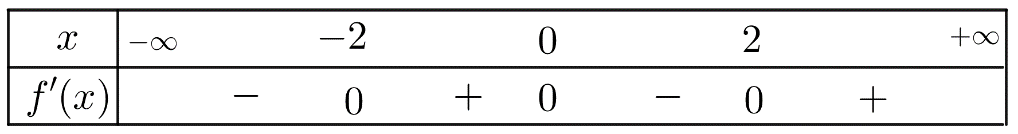 x −∞ −2 0 2 +∞
f′(x) − 0 + 0 − 0 +